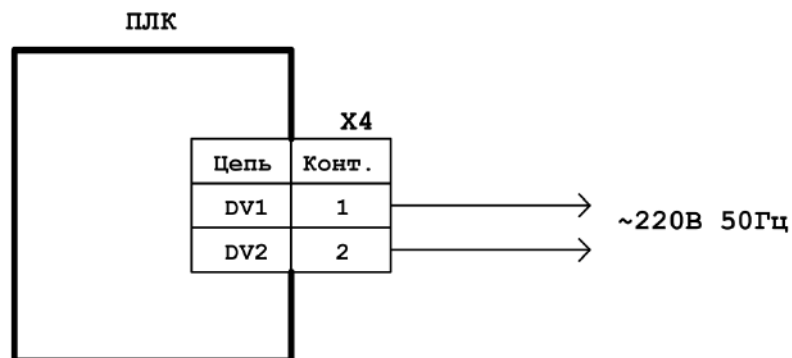 ПЛК
X4
Цепь Конт.
DV1 1
DV2 2
~220В 50Гц